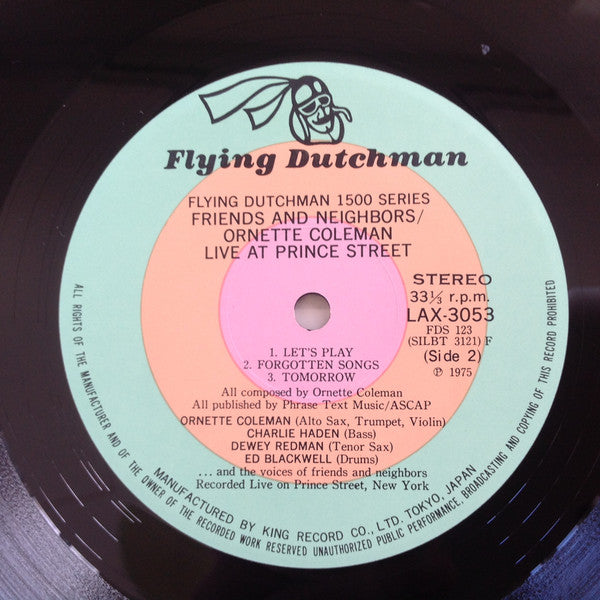 Flying Dutchman
FLYING DUTCHMAN 1500 SERIES
FRIENDS AND NEIGHBORS/
ORNETTE COLEMAN
LIVE AT PRINCE STREET
STEREO
33⅓ r.p.m.
LAX-3053
FDS 123
(SILBT 3121) F
(Side 2)
℗ 1975
1. LET'S PLAY
2. FORGOTTEN SONGS
3. TOMORROW
All composed by Ornette Coleman
All published by Phrase Text Music/ASCAP
ORNETTE COLEMAN (Alto Sax, Trumpet, Violin)
CHARLIE HADEN (Bass)
DEWEY REDMAN (Tenor Sax)
ED BLACKWELL (Drums)
...and the voices of friends and neighbors
Recorded Live on Prince Street, New York
MANUFACTURED BY KING RECORD CO., LTD. TOKYO, JAPAN
ALL RIGHTS OF THE MANUFACTURER AND OF THE OWNER OF THE RECORDED WORK RESERVED UNAUTHORIZED PUBLIC PERFORMANCE, BROADCASTING AND COPYING OF THIS RECORD PROHIBITED